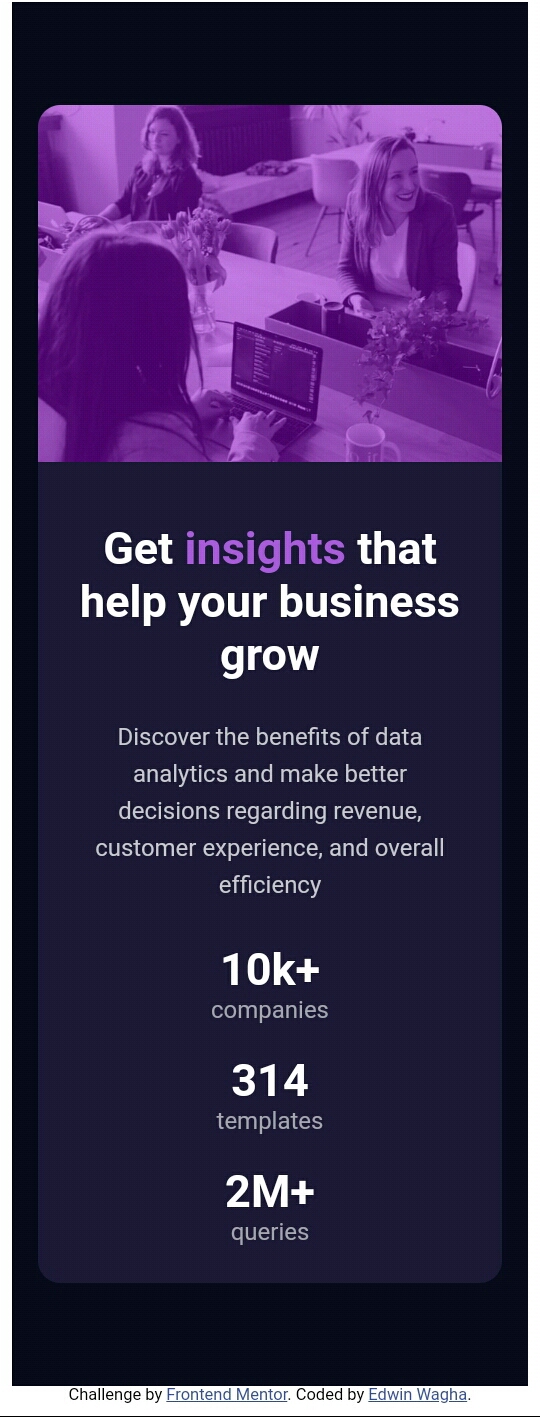 Get insights that
help your business
grow
Discover the benefits of data
analytics and make better
decisions regarding revenue,
customer experience, and overall
efficiency
10k+
companies
314
templates
2M+
queries
Challenge by Frontend Mentor. Coded by Edwin Wagha.